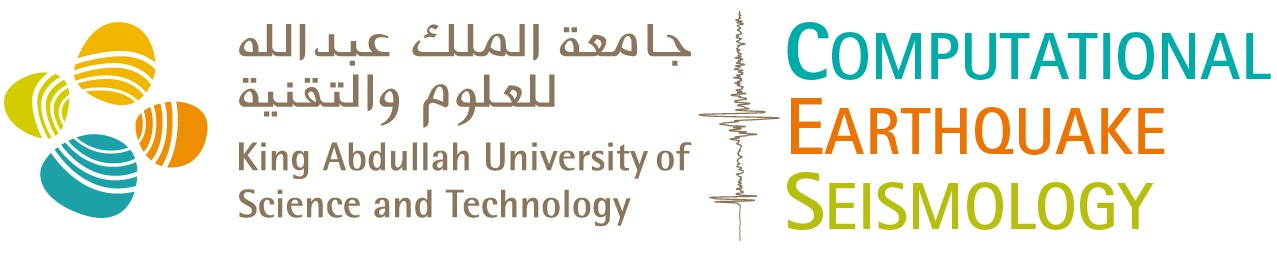 جامعة الملك عبدالله
للعلوم والتقنية
King Abdullah University of
Science and Technology
COMPUTATIONAL
EARTHQUAKE
SEISMOLOGY